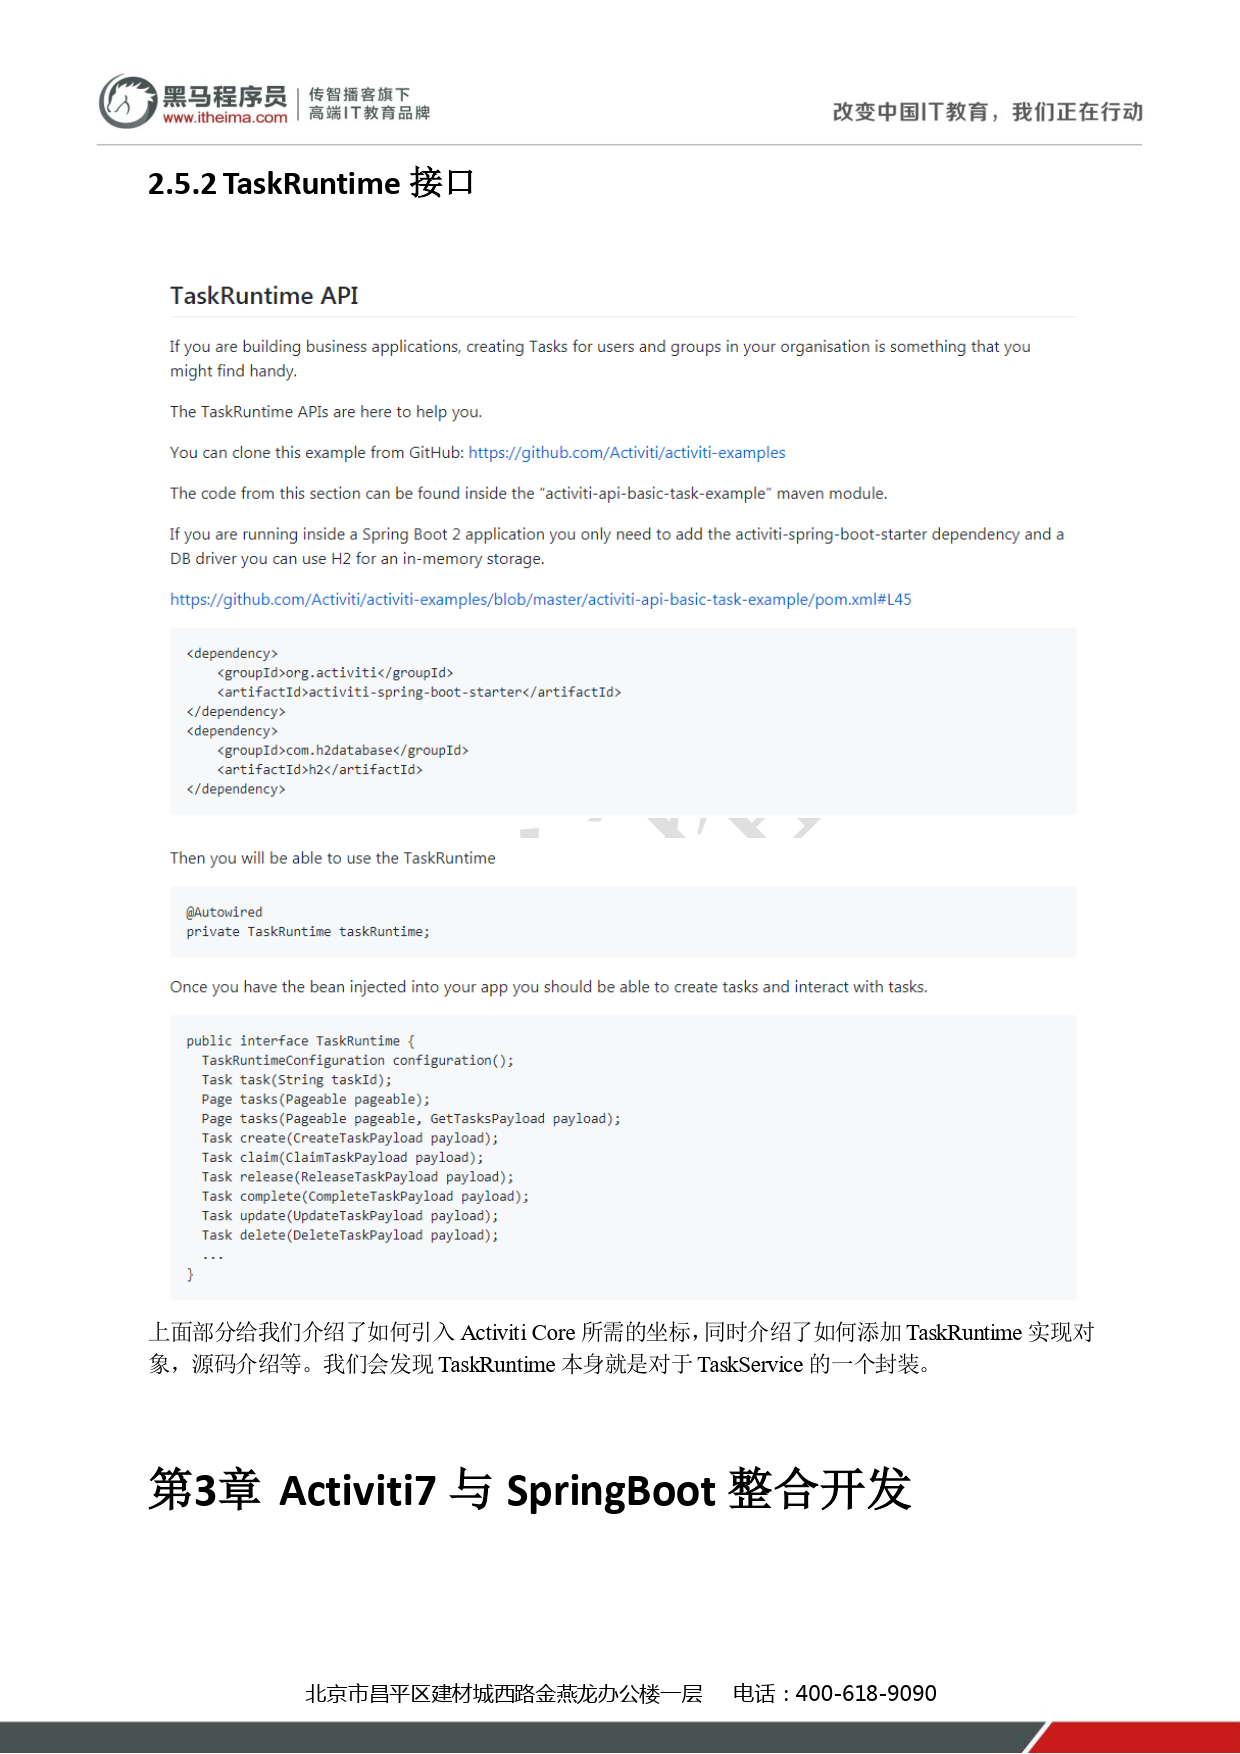 黑马程序员
www.itheima.com
传智播客旗下
高端IT教育品牌
改变中国IT教育，我们正在行动
2.5.2 TaskRuntime 接口
TaskRuntime API
If you are building business applications, creating Tasks for users and groups in your organisation is something that you
might find handy.
The TaskRuntime APIs are here to help you.
You can clone this example from GitHub: https://github.com/Activiti/activiti-examples
The code from this section can be found inside the “activiti-api-basic-task-example” maven module.
If you are running inside a Spring Boot 2 application you only need to add the activiti-spring-boot-starter dependency and a
DB driver you can use H2 for an in-memory storage.
https://github.com/Activiti/activiti-examples/blob/master/activiti-api-basic-task-example/pom.xml#L45
<dependency>
    <groupId>org.activiti</groupId>
    <artifactId>activiti-spring-boot-starter</artifactId>
</dependency>
<dependency>
    <groupId>com.h2database</groupId>
    <artifactId>h2</artifactId>
</dependency>
Then you will be able to use the TaskRuntime
@Autowired
private TaskRuntime taskRuntime;
Once you have the bean injected into your app you should be able to create tasks and interact with tasks.
public interface TaskRuntime {
  TaskRuntimeConfiguration configuration();
  Task task(String taskId);
  Page tasks(Pageable pageable);
  Page tasks(Pageable pageable, GetTasksPayload payload);
  Task create(CreateTaskPayload payload);
  Task claim(ClaimTaskPayload payload);
  Task release(ReleaseTaskPayload payload);
  Task complete(CompleteTaskPayload payload);
  Task update(UpdateTaskPayload payload);
  Task delete(DeleteTaskPayload payload);
  ...
}
上面部分给我们介绍了如何引入 Activiti Core 所需的坐标，同时介绍了如何添加 TaskRuntime 实现对
象，源码介绍等。我们会发现 TaskRuntime 本身就是对于 TaskService 的一个封装。
第3章 Activiti7 与 SpringBoot 整合开发
北京市昌平区建材城西路金燕龙办公楼一层 电话：400-618-9090